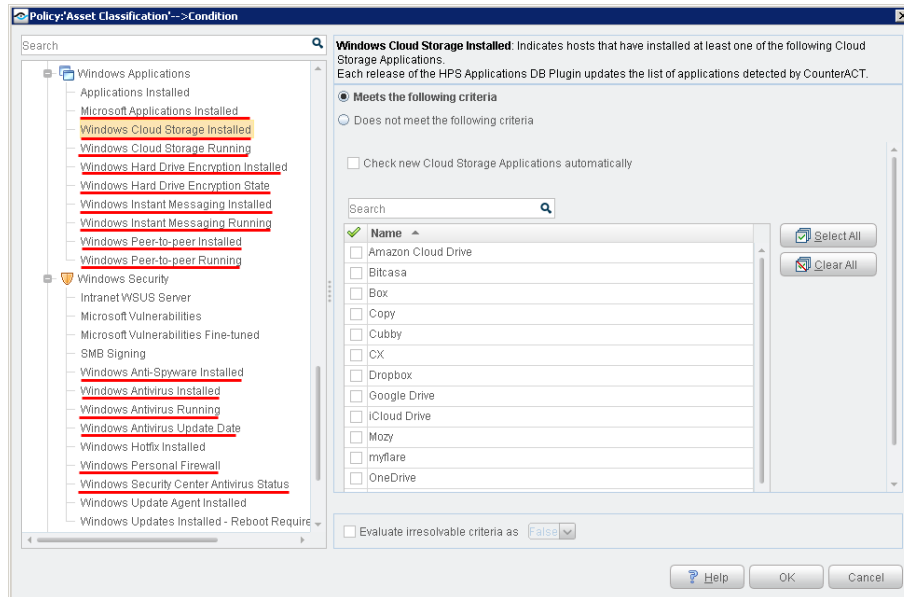 Policy:'Asset Classification'-->Condition
Search
Windows Applications
Applications Installed
Microsoft Applications Installed
Windows Cloud Storage Installed
Windows Cloud Storage Running
Windows Hard Drive Encryption Installed
Windows Hard Drive Encryption State
Windows Instant Messaging Installed
Windows Instant Messaging Running
Windows Peer-to-peer Installed
Windows Peer-to-peer Running
Windows Security
Intranet WSUS Server
Microsoft Vulnerabilities
Microsoft Vulnerabilities Fine-tuned
SMB Signing
Windows Anti-Spyware Installed
Windows Antivirus Installed
Windows Antivirus Running
Windows Antivirus Update Date
Windows Hotfix Installed
Windows Personal Firewall
Windows Security Center Antivirus Status
Windows Update Agent Installed
Windows Updates Installed - Reboot Require
Windows Cloud Storage Installed: Indicates hosts that have installed at least one of the following Cloud
Storage Applications.
Each release of the HPS Applications DB Plugin updates the list of applications detected by CounterACT.
Meets the following criteria
Does not meet the following criteria
Check new Cloud Storage Applications automatically
Search
Name
Amazon Cloud Drive
Bitcasa
Box
Copy
Cubby
CX
Dropbox
Google Drive
iCloud Drive
Mozy
myflare
OneDrive
Select All
Clear All
Evaluate irresolvable criteria as False
Help OK Cancel